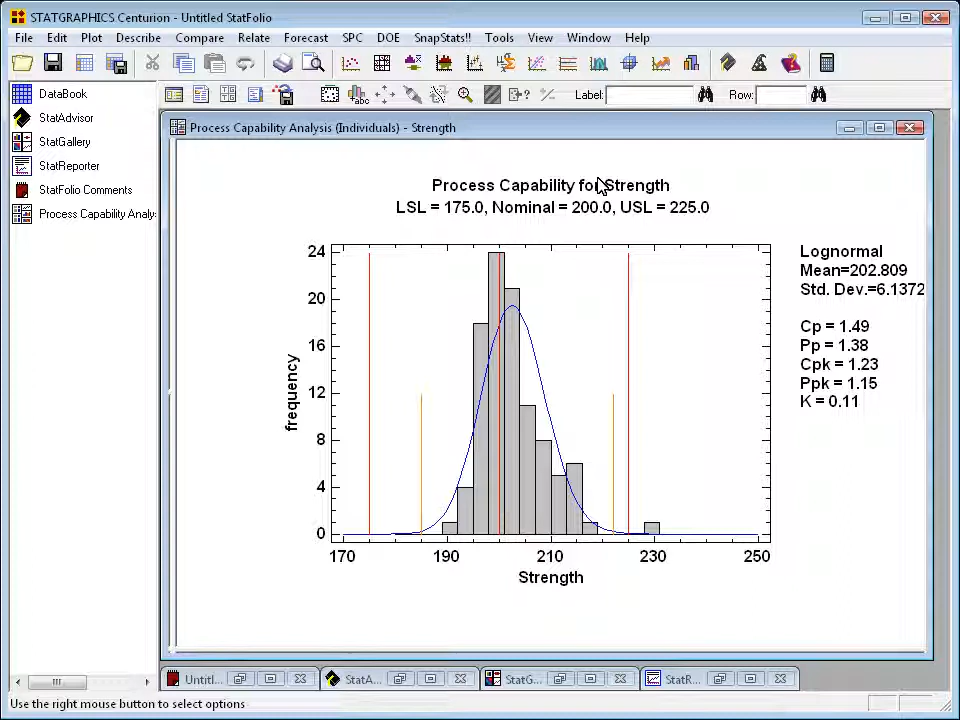 STATGRAPHICS Centurion - Untitled StatFolio
File Edit Plot Describe Compare Relate Forecast SPC DOE SnapStats!! Tools View Window Help
Label: Row:
DataBook
StatAdvisor
StatGallery
StatReporter
StatFolio Comments
Process Capability Analy
Process Capability Analysis (Individuals) - Strength
Process Capability for Strength
LSL = 175.0, Nominal = 200.0, USL = 225.0
24
20
16
12
8
4
0
frequency
170 190 210 230 250
Strength
Lognormal
Mean=202.809
Std. Dev.=6.1372
Cp = 1.49
Pp = 1.38
Cpk = 1.23
Ppk = 1.15
K = 0.11
Untitl... StatA... StatG... StatR...
Use the right mouse button to select options